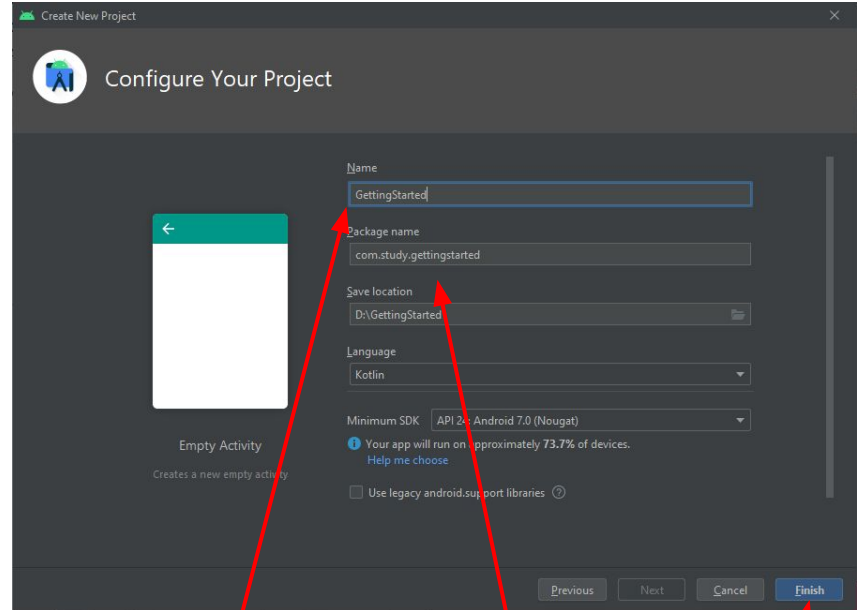 Create New Project
Configure Your Project
Name
GettingStarted
Package name
com.study.gettingstarted
Save location
D:\GettingStarted
Language
Kotlin
Minimum SDK API 24: Android 7.0 (Nougat)
Your app will run on approximately 73.7% of devices.
Help me choose
Use legacy android.support libraries
Empty Activity
Creates a new empty activity
Previous Next Cancel Finish